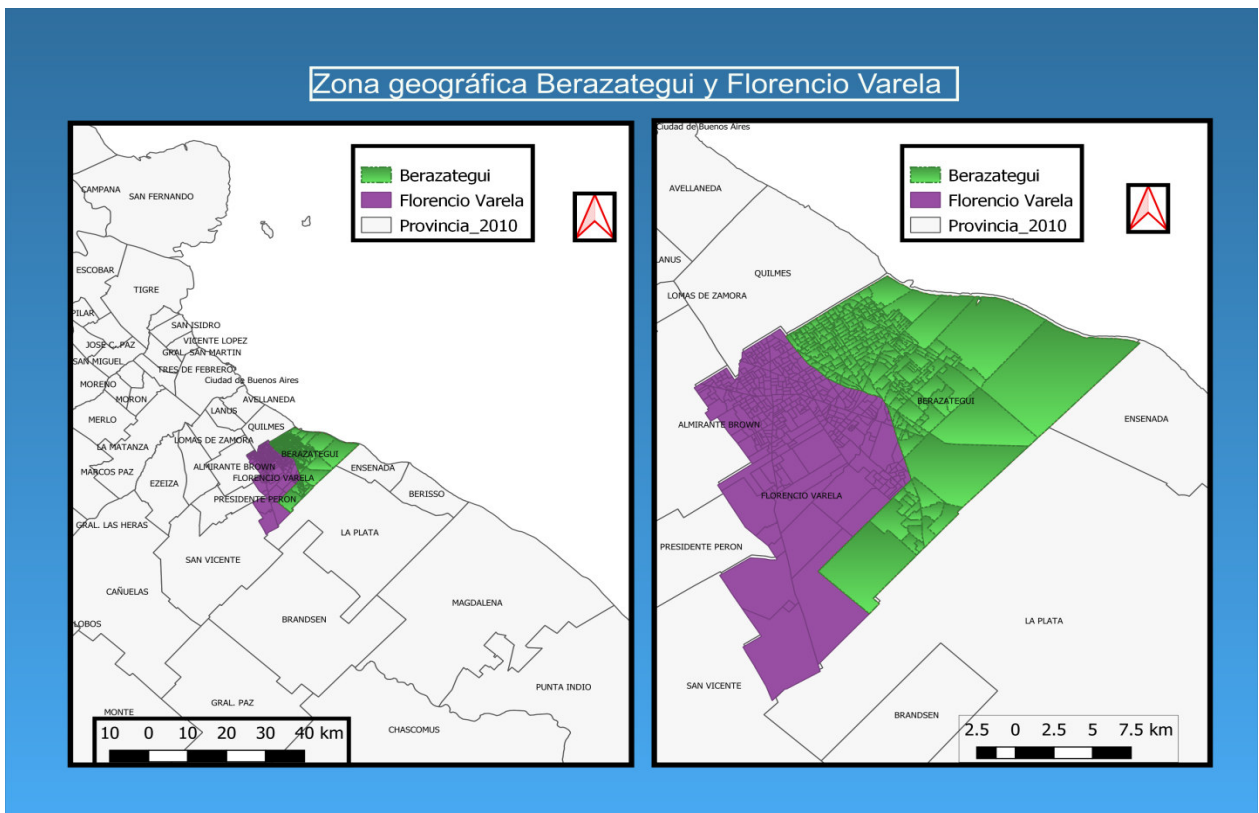 Zona geográfica Berazategui y Florencio Varela
Berazategui
Florencio Varela
Provincia_2010
CAMPANA
SAN FERNANDO
ESCOBAR
TIGRE
PILAR
SAN ISIDRO
VICENTE LOPEZ
JOSE C. PAZ
GRAL. SAN MARTIN
SAN MIGUEL
TRES DE FEBRERO
MORENO
Ciudad de Buenos Aires
MORON
AVELLANEDA
LANUS
MERLO
QUILMES
LOMAS DE ZAMORA
LA MATANZA
BERAZATEGUI
ALMIRANTE BROWN
ENSENADA
MARCOS PAZ
FLORENCIO VARELA
EZEIZA
BERISSO
PRESIDENTE PERON
GRAL. LAS HERAS
LA PLATA
SAN VICENTE
CAÑUELAS
MAGDALENA
LOBOS
BRANDSEN
PUNTA INDIO
GRAL. PAZ
MONTE
CHASCOMUS
10 0 10 20 30 40 km
Ciudad de Buenos Aires
Berazategui
Florencio Varela
Provincia_2010
AVELLANEDA
LANUS
QUILMES
LOMAS DE ZAMORA
BERAZATEGUI
ENSENADA
ALMIRANTE BROWN
FLORENCIO VARELA
PRESIDENTE PERON
LA PLATA
SAN VICENTE
BRANDSEN
2.5 0 2.5 5 7.5 km